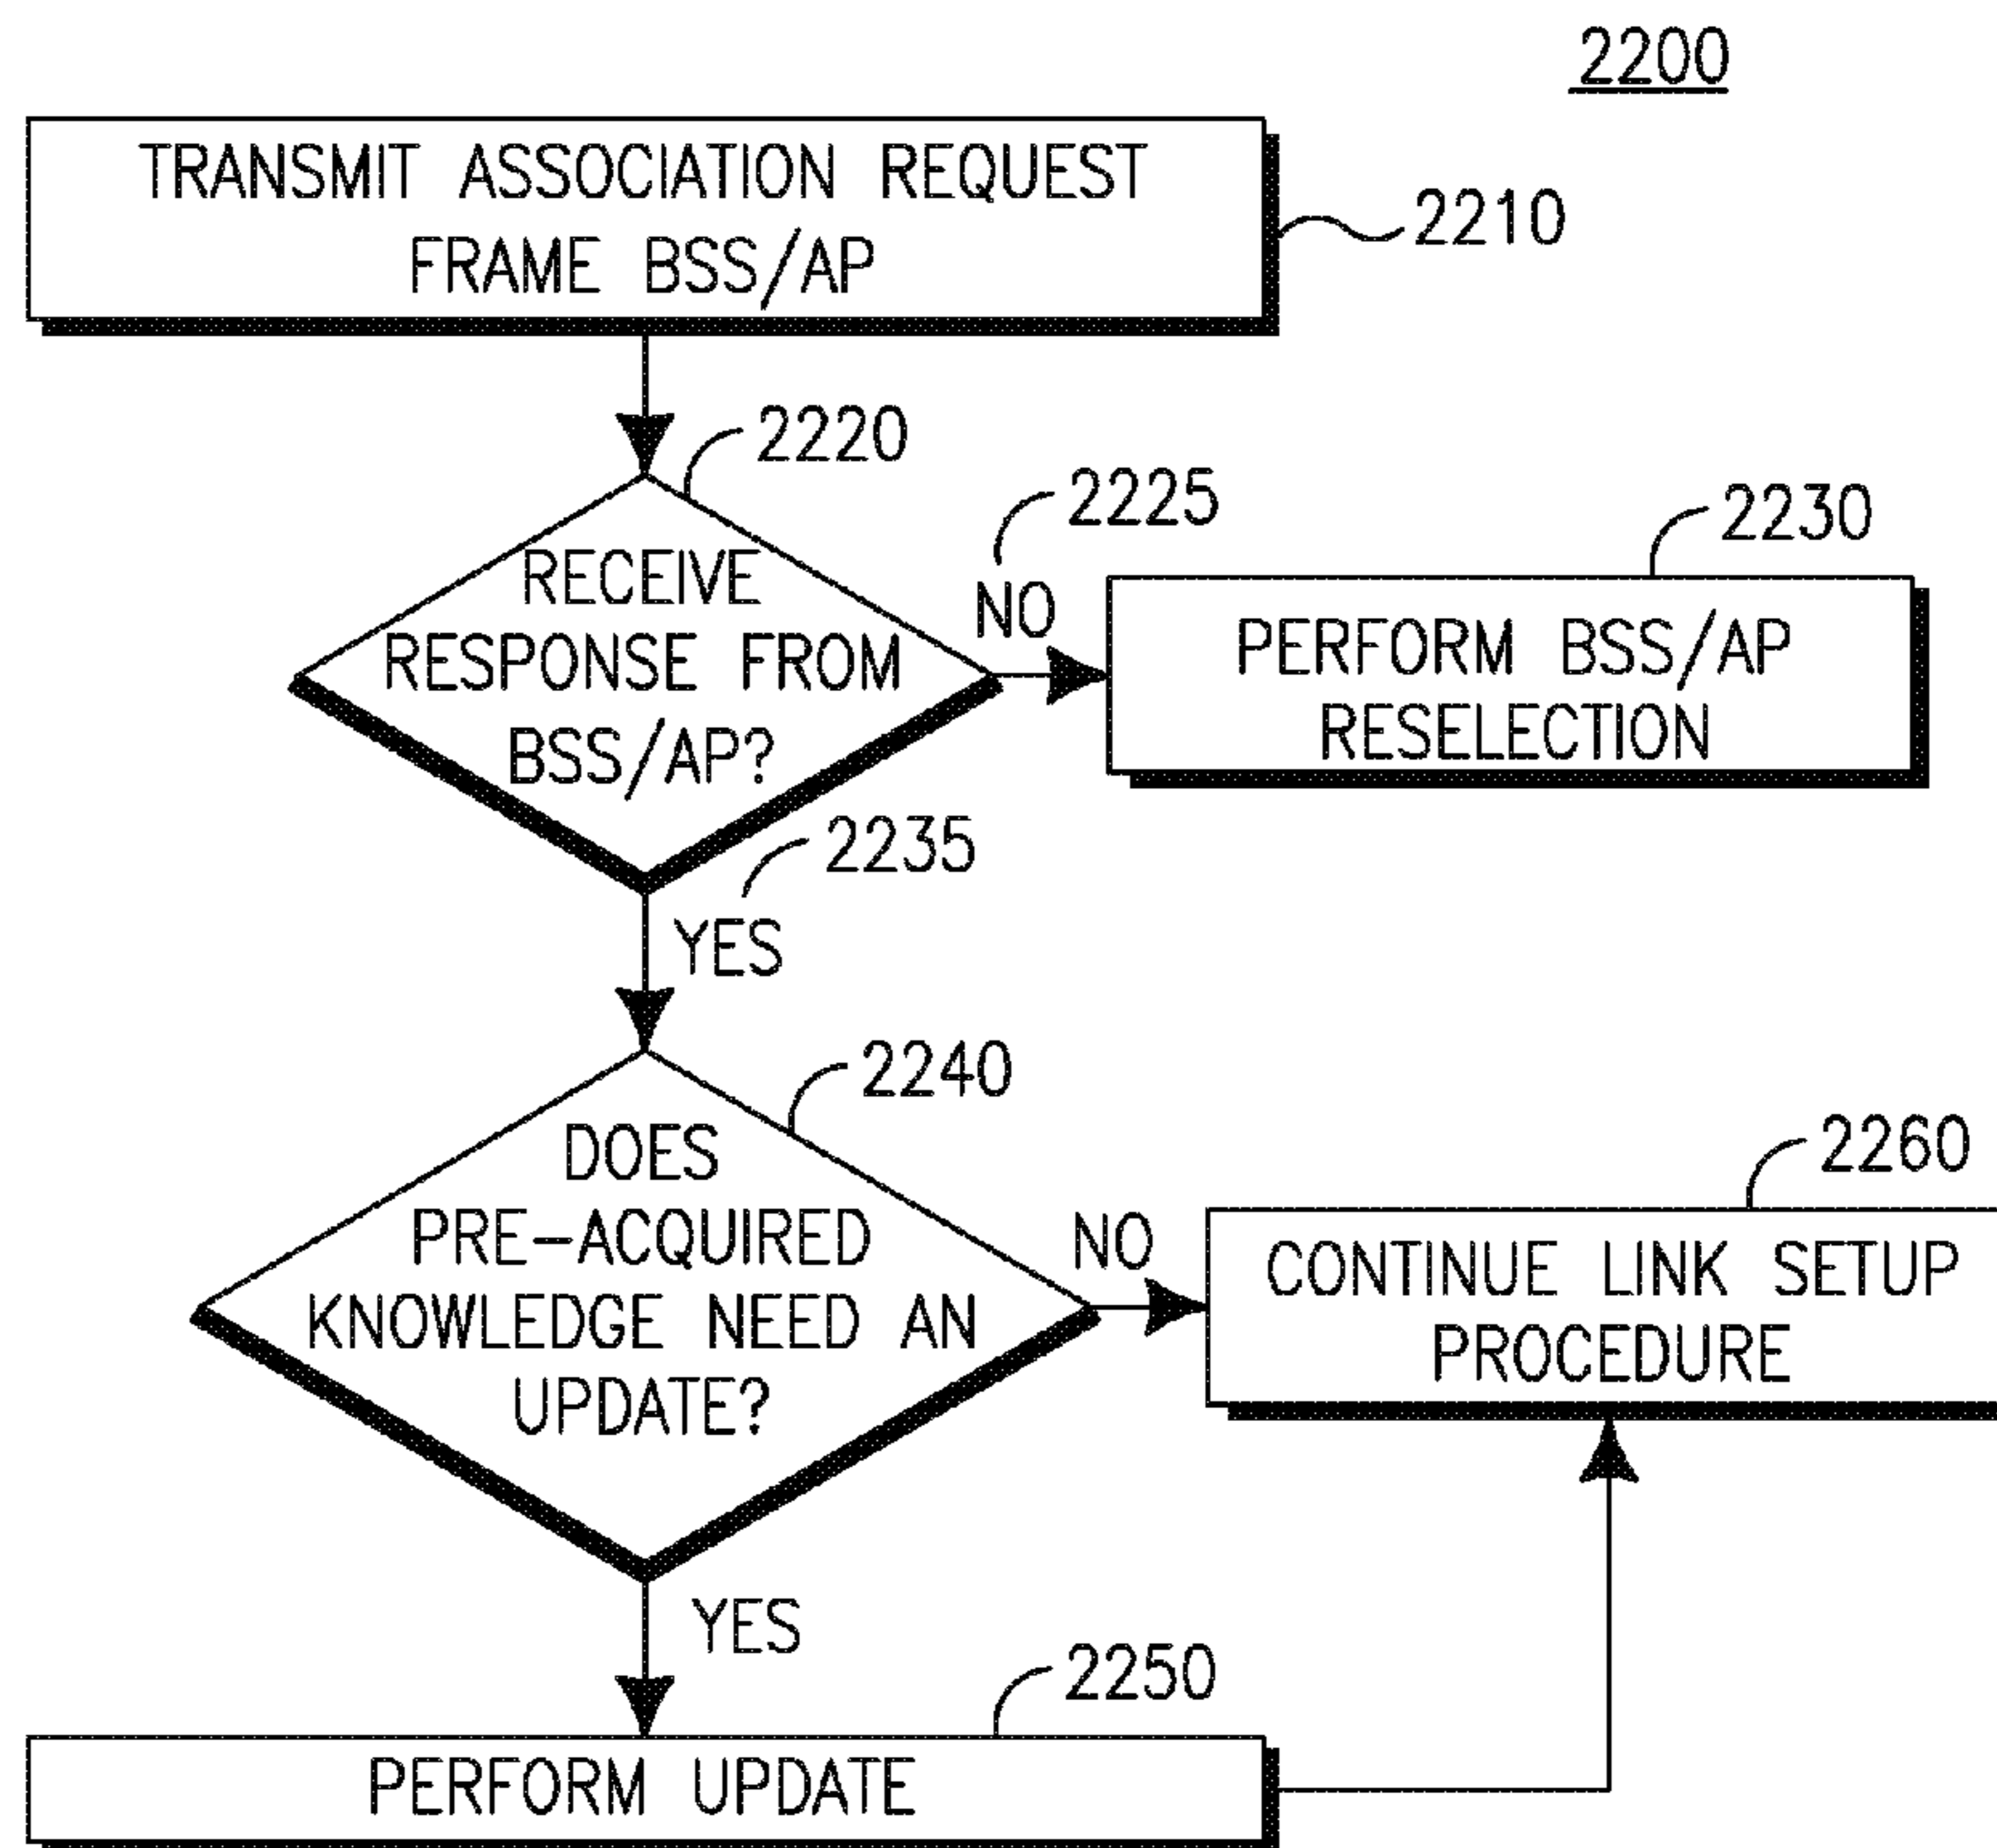 2200
TRANSMIT ASSOCIATION REQUEST
FRAME BSS/AP
2210
2220
RECEIVE
RESPONSE FROM
BSS/AP?
2225
NO
2230
PERFORM BSS/AP
RESELECTION
2235
YES
2240
DOES
PRE-ACQUIRED
KNOWLEDGE NEED AN
UPDATE?
NO
2260
CONTINUE LINK SETUP
PROCEDURE
YES
2250
PERFORM UPDATE